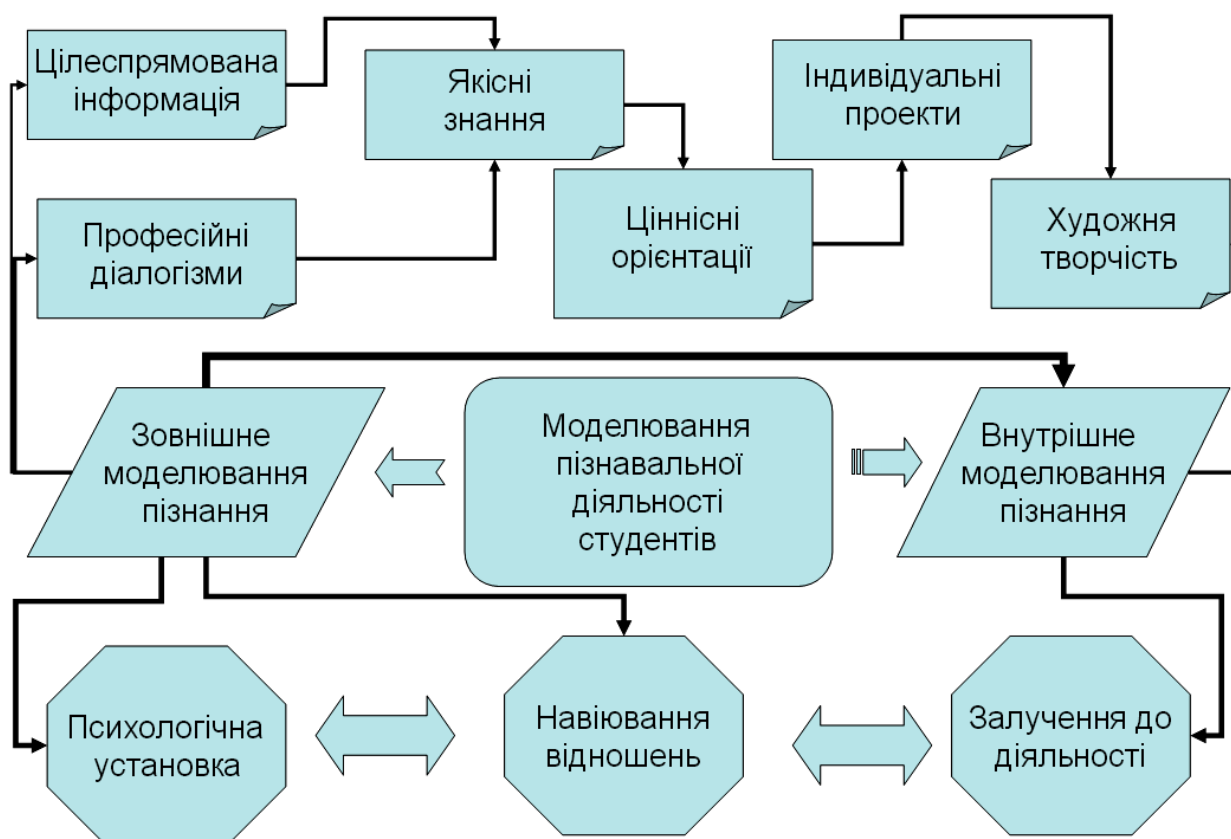 Цілеспрямована
інформація
Якісні
знання
Індивідуальні
проекти
Професійні
діалогізми
Ціннісні
орієнтації
Художня
творчість
Зовнішнє
моделювання
пізнання
Моделювання
пізнавальної
діяльності
студентів
Внутрішнє
моделювання
пізнання
Психологічна
установка
Навіювання
відношень
Залучення до
діяльності